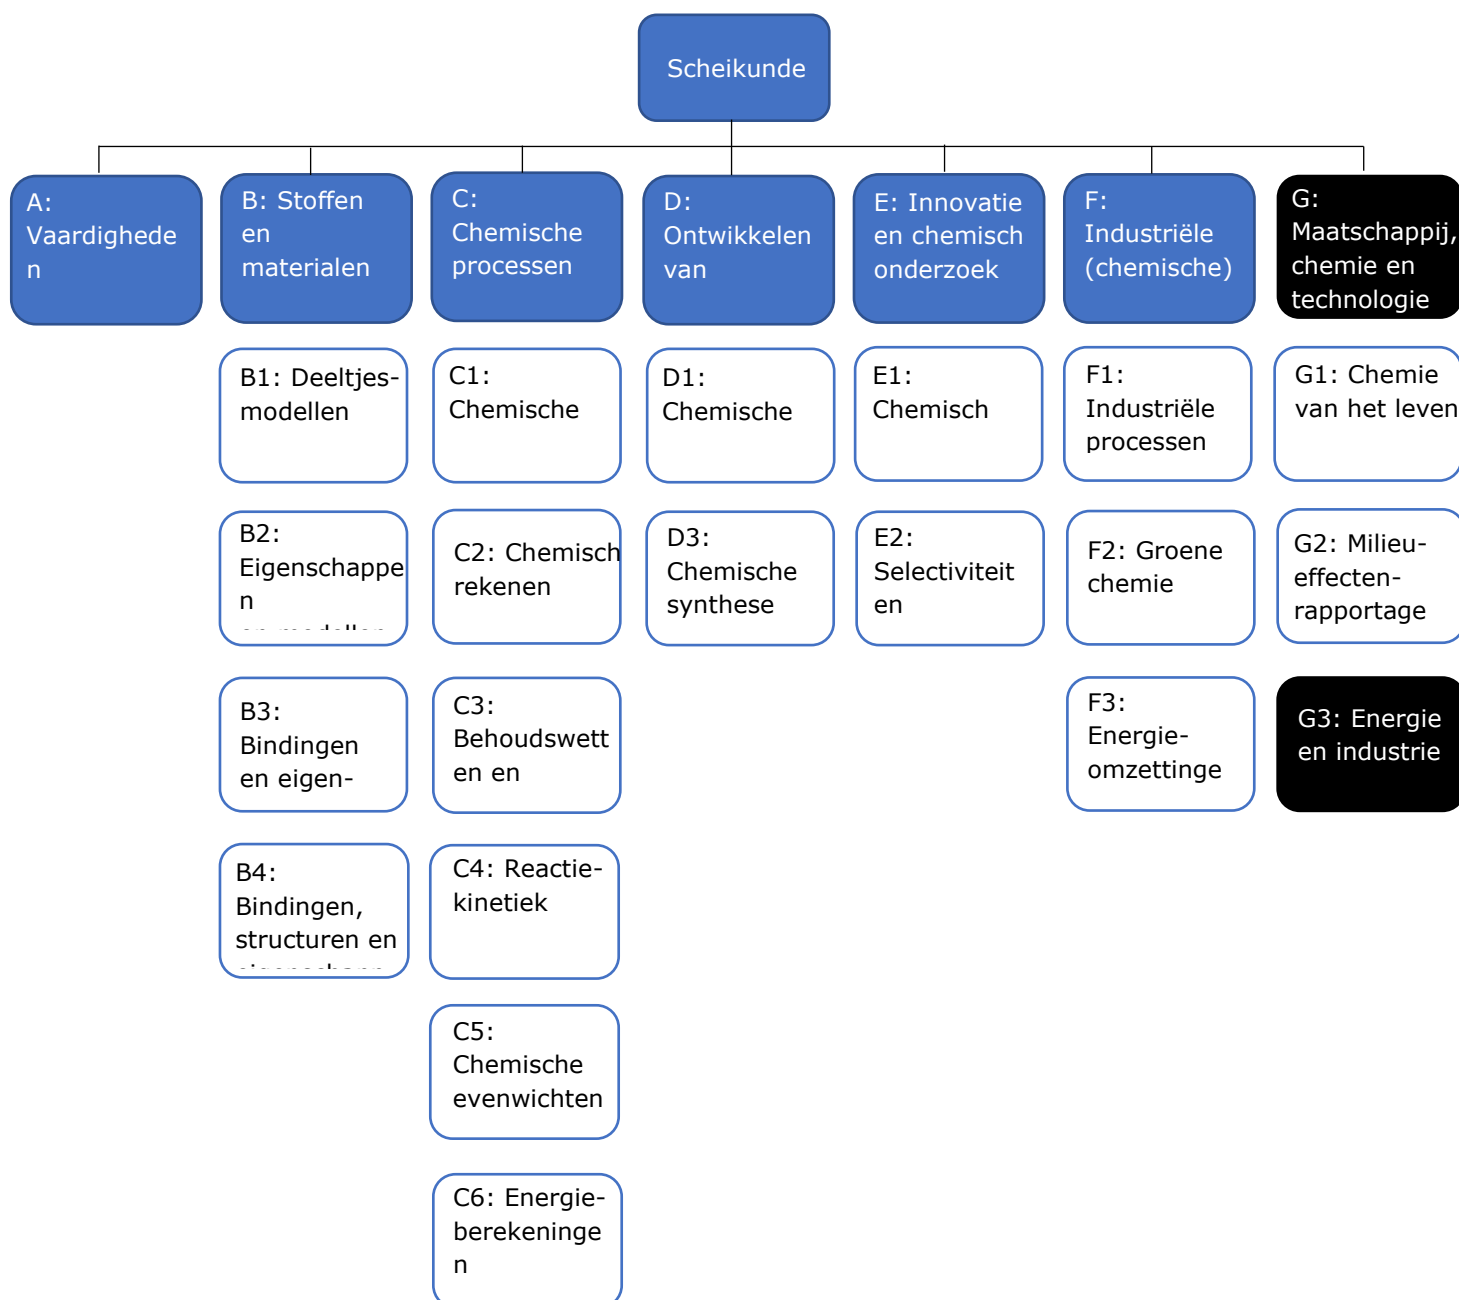 Scheikunde
A:
Vaardighede
n
B: Stoffen
en
materialen
C:
Chemische
processen
D:
Ontwikkelen
van
E: Innovatie
en chemisch
onderzoek
F:
Industriële
(chemische)
G:
Maatschappij,
chemie en
technologie
B1: Deeltjes-
modellen
C1:
Chemische
D1:
Chemische
E1:
Chemisch
F1:
Industriële
processen
G1: Chemie
van het leven
B2:
Eigenschappe
n
en modellen
C2: Chemisch
rekenen
D3:
Chemische
synthese
E2:
Selectiviteit
en
F2: Groene
chemie
G2: Milieu-
effecten-
rapportage
B3:
Bindingen
en eigen-
C3:
Behoudswett
en en
F3:
Energie-
omzettinge
G3: Energie
en industrie
B4:
Bindingen,
structuren en
C4: Reactie-
kinetiek
C5:
Chemische
evenwichten
C6: Energie-
berekeninge
n